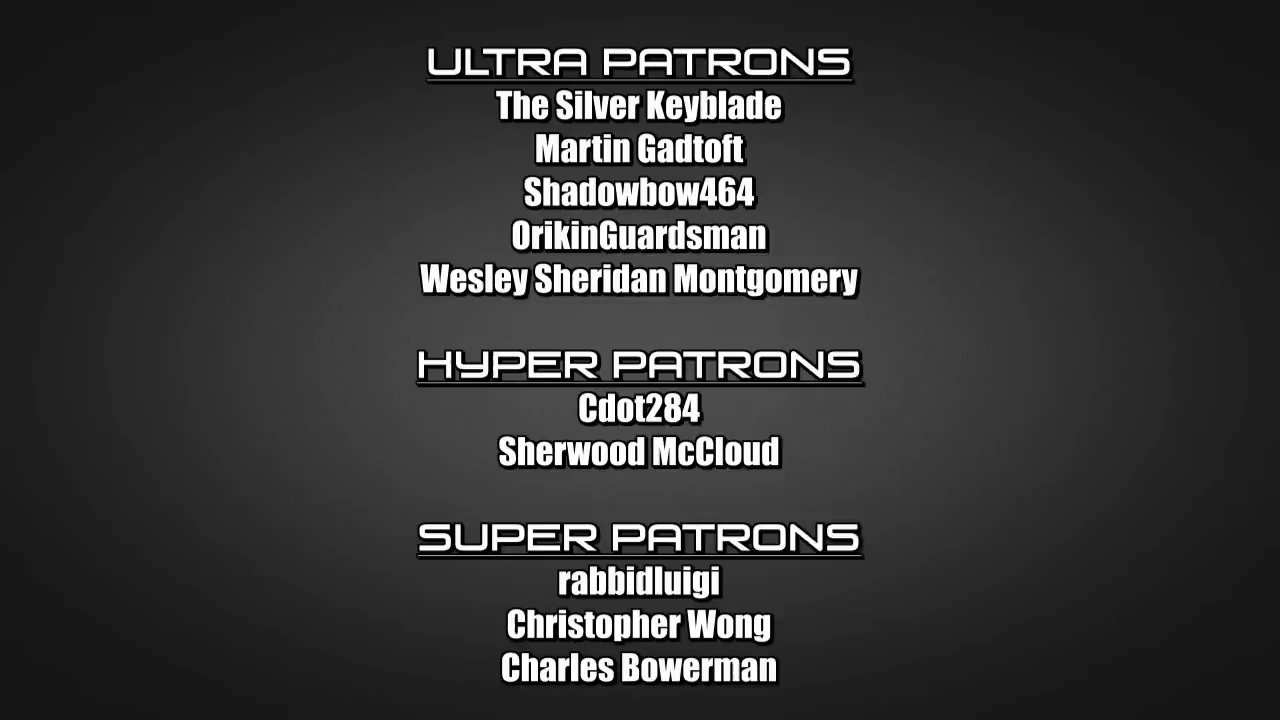 ULTRA PATRONS
The Silver Keyblade
Martin Gadtoft
Shadowbow464
OrikinGuardsman
Wesley Sheridan Montgomery
HYPER PATRONS
Cdot284
Sherwood McCloud
SUPER PATRONS
rabbidluigi
Christopher Wong
Charles Bowerman